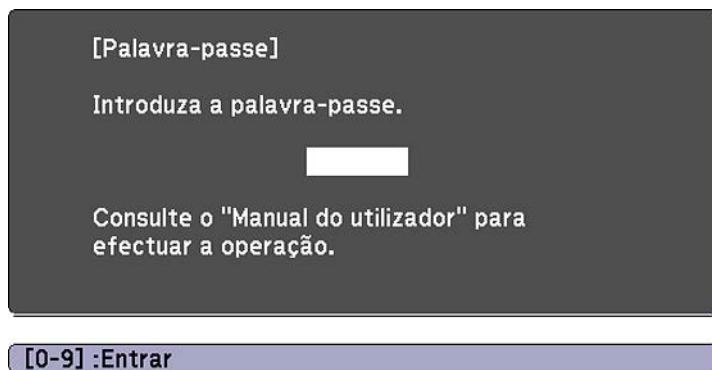 [Palavra-passe]
Introduza a palavra-passe.
Consulte o "Manual do utilizador" para
efectuar a operação.
[0-9] :Entrar